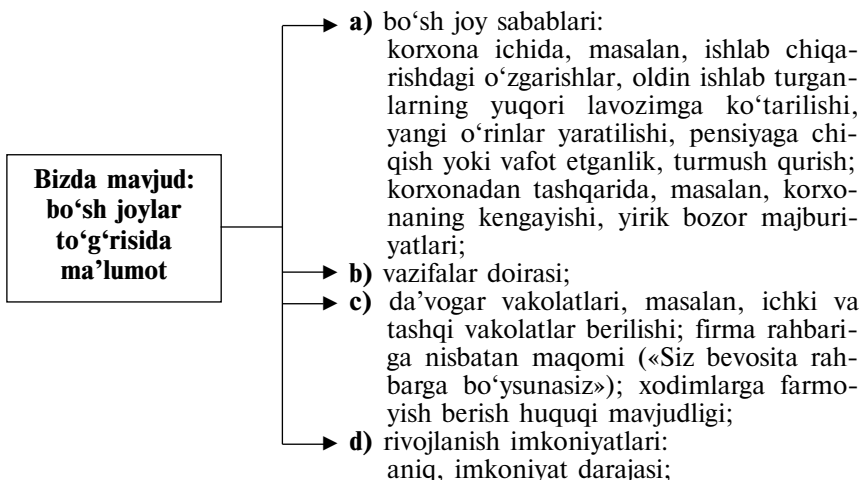 Bizda mavjud:
bo‘sh joylar
to‘g‘risida
ma’lumot
a) bo‘sh joy sabablari:
korxona ichida, masalan, ishlab chiqa-
rishdagi o‘zgarishlar, oldin ishlab turgan-
larning yuqori lavozimga ko‘tarilishi,
yangi o‘rinlar yaratilishi, pensiyaga chi-
qish yoki vafot etganlik, turmush qurish;
korxonadan tashqarida, masalan, korxo-
naning kengayishi, yirik bozor majburi-
yatlari;
b) vazifalar doirasi;
c) da’vogar vakolatlari, masalan, ichki va
tashqi vakolatlar berilishi; firma rahbari-
ga nisbatan maqomi («Siz bevosita rah-
barga bo‘ysunasiz»); xodimlarga farmo-
yish berish huquqi mavjudligi;
d) rivojlanish imkoniyatlari:
aniq, imkoniyat darajasi;